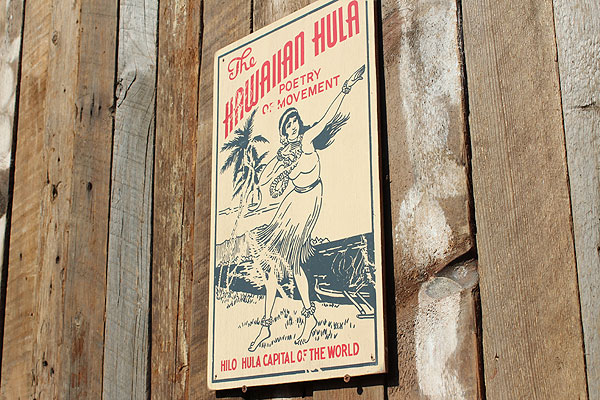 The
HAWAIIAN HULA
POETRY
OF MOVEMENT
HILO HULA CAPITAL OF THE WORLD